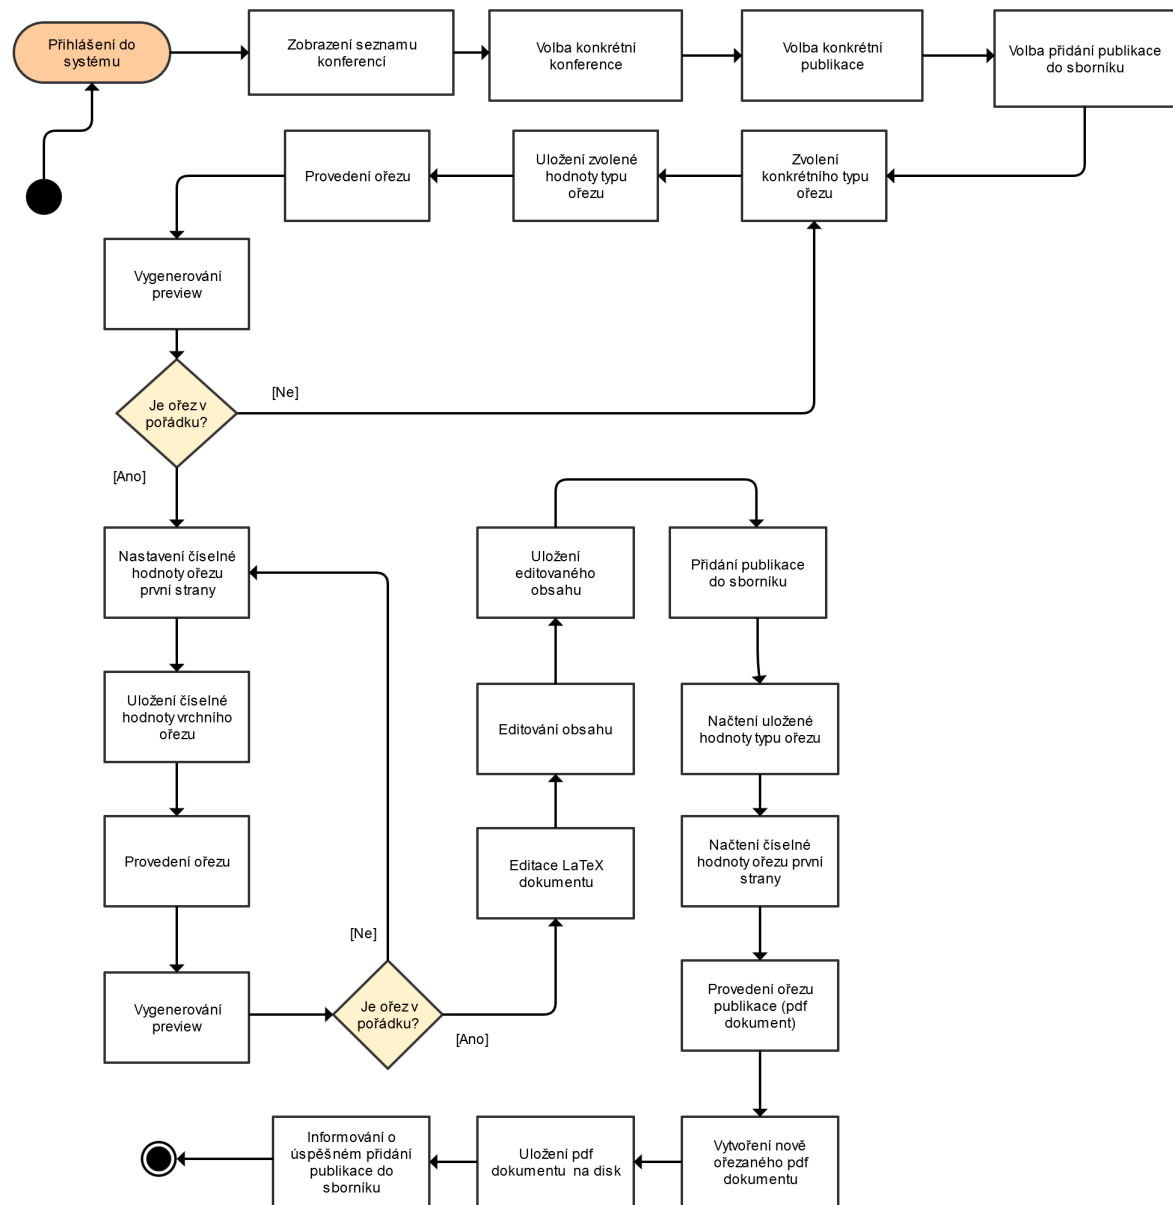 Přihlášení do
systému
Zobrazení seznamu
konferencí
Volba konkrétní
konference
Volba konkrétní
publikace
Volba přidání publikace
do sborníku
Zvolení
konkrétního typu
ořezu
Uložení zvolené
hodnoty typu
ořezu
Provedení ořezu
Vygenerování
preview
Je ořez v
pořádku?
[Ne]
[Ano]
Nastavení číselné
hodnoty ořezu
první strany
Uložení číselné
hodnoty vrchního
ořezu
Provedení ořezu
Vygenerování
preview
Je ořez v
pořádku?
[Ne]
[Ano]
Editace LaTeX
dokumentu
Editování obsahu
Uložení
editovaného
obsahu
Přidání publikace
do sborníku
Načtení uložené
hodnoty typu ořezu
Načtení číselné
hodnoty ořezu první
strany
Provedení ořezu
publikace (pdf
dokument)
Vytvoření nově
ořezaného pdf
dokumentu
Uložení pdf
dokumentu na disk
Informování o
úspěšném přidání
publikace do
sborníku